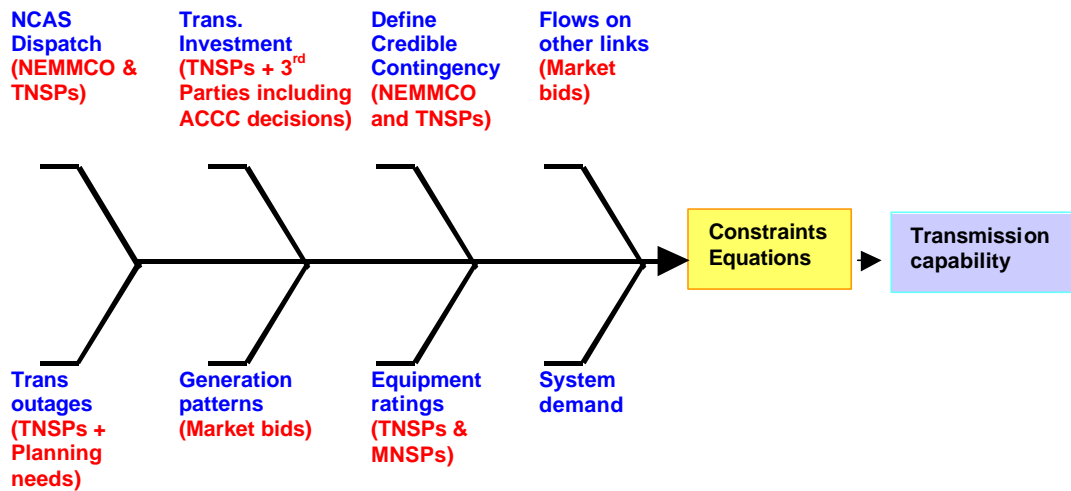 NCAS
Dispatch
(NEMMCO &
TNSPs)
Trans.
Investment
(TNSPs + 3rd
Parties including
ACCC decisions)
Define
Credible
Contingency
(NEMMCO
and TNSPs)
Flows on
other links
(Market
bids)
Constraints
Equations
Transmission
capability
Trans
outages
(TNSPs +
Planning
needs)
Generation
patterns
(Market bids)
Equipment
ratings
(TNSPs &
MNSPs)
System
demand